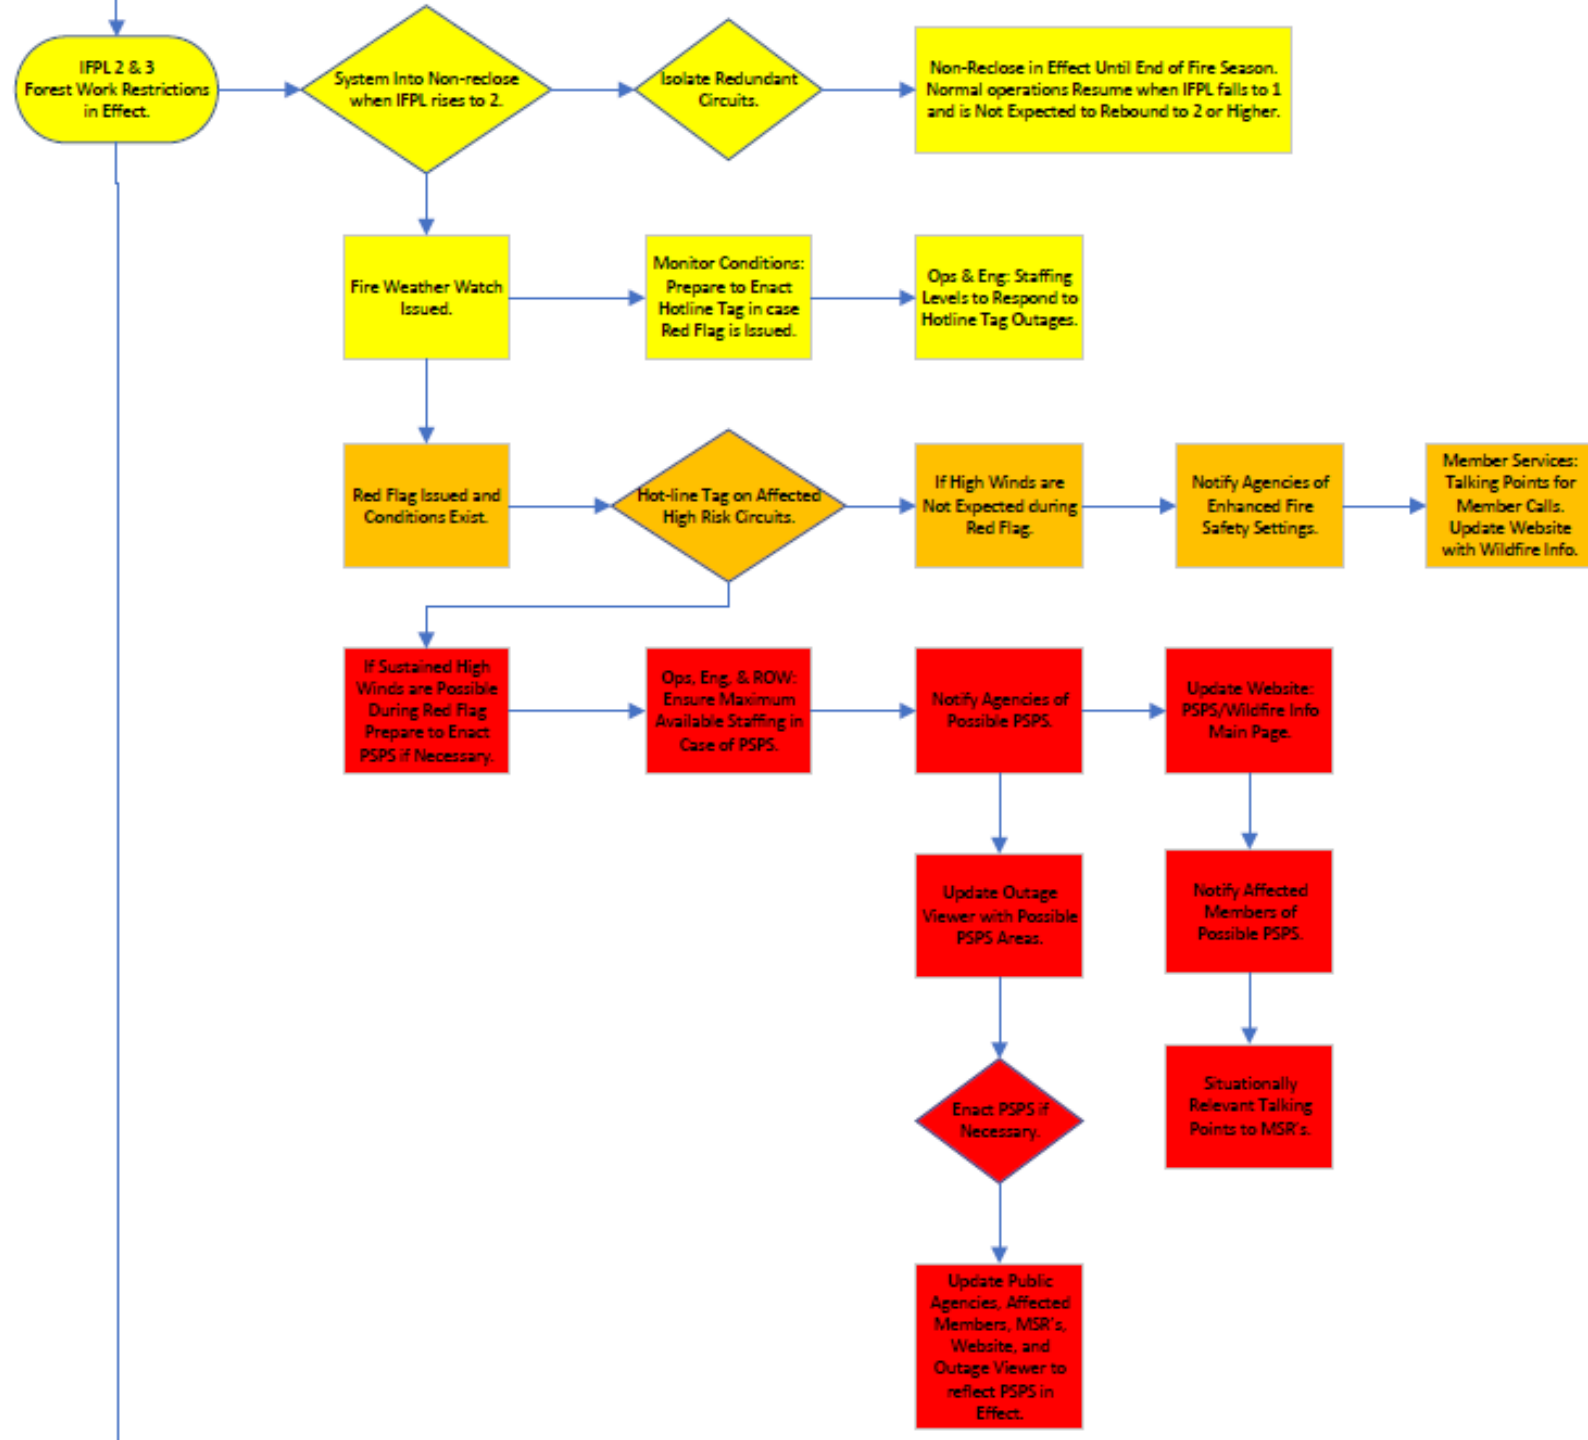 IFPL 2 & 3
Forest Work Restrictions
in Effect.
System Into Non-reclose
when IFPL rises to 2.
Isolate Redundant
Circuits.
Non-Reclose in Effect Until End of Fire Season.
Normal operations Resume when IFPL falls to 1
and is Not Expected to Rebound to 2 or Higher.
Fire Weather Watch
Issued.
Monitor Conditions:
Prepare to Enact
Hotline Tag in case
Red Flag is Issued.
Ops & Eng: Staffing
Levels to Respond to
Hotline Tag Outages.
Red Flag Issued and
Conditions Exist.
Hot-line Tag on Affected
High Risk Circuits.
If High Winds are
Not Expected during
Red Flag.
Notify Agencies of
Enhanced Fire
Safety Settings.
Member Services:
Talking Points for
Member Calls.
Update Website
with Wildfire Info.
If Sustained High
Winds are Possible
During Red Flag
Prepare to Enact
PSPS if Necessary.
Ops, Eng, & ROW:
Ensure Maximum
Available Staffing in
Case of PSPS.
Notify Agencies of
Possible PSPS.
Update Website:
PSPS/Wildfire Info
Main Page.
Update Outage
Viewer with Possible
PSPS Areas.
Notify Affected
Members of
Possible PSPS.
Enact PSPS if
Necessary.
Situationally
Relevant Talking
Points to MSR's.
Update Public
Agencies, Affected
Members, MSR's,
Website, and
Outage Viewer to
reflect PSPS in
Effect.